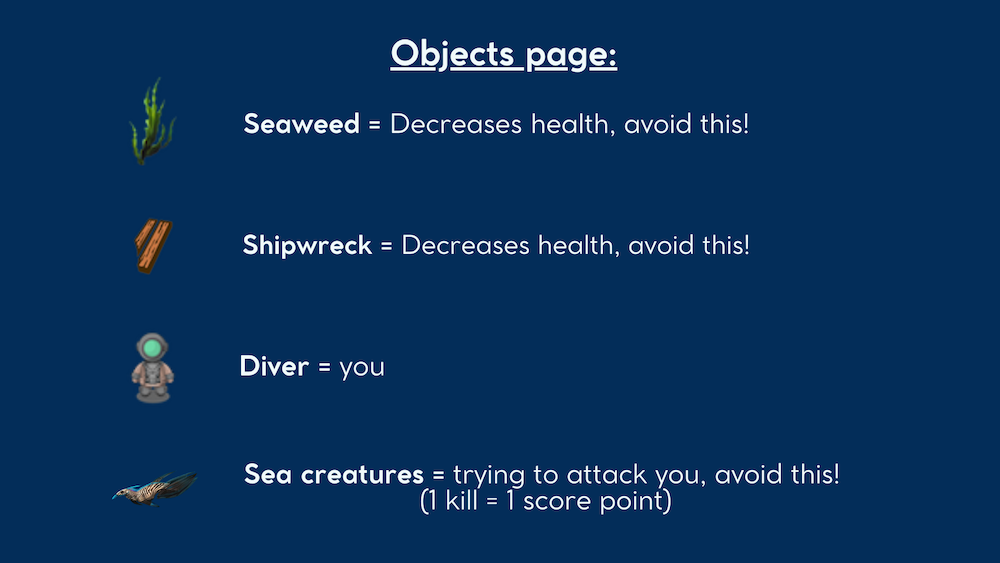 Objects page:
Seaweed = Decreases health, avoid this!
Shipwreck = Decreases health, avoid this!
Diver = you
Sea creatures = trying to attack you, avoid this!
(1 kill = 1 score point)